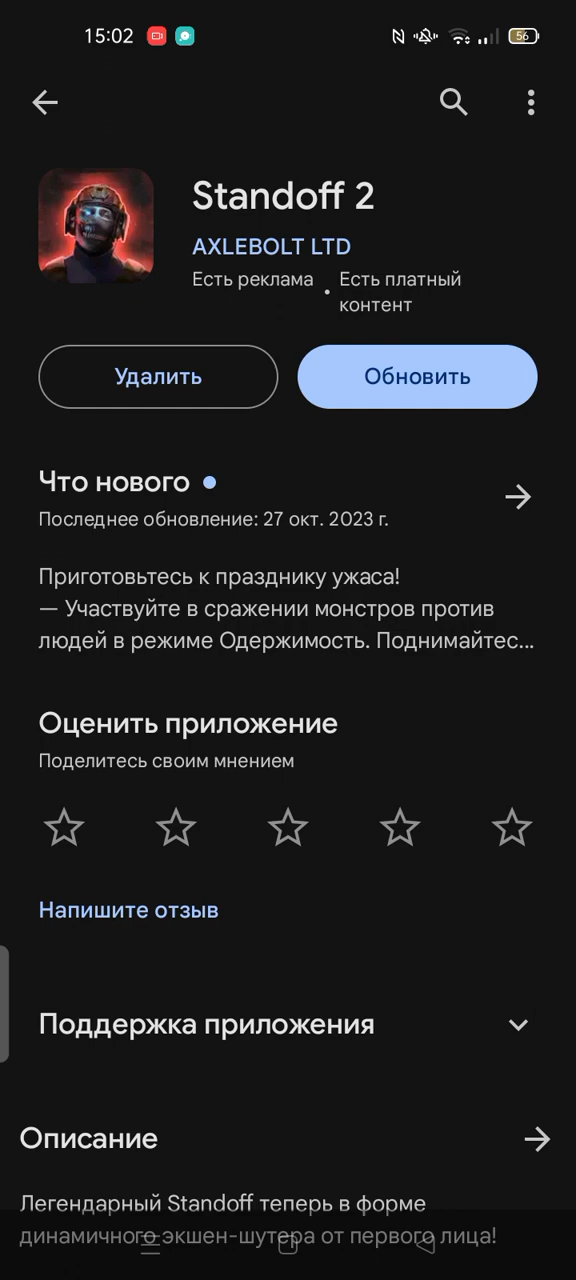 15:02
56
Standoff 2
AXLEBOLT LTD
Есть реклама • Есть платный
контент
Удалить
Обновить
Что нового
Последнее обновление: 27 окт. 2023 г.
Приготовьтесь к празднику ужаса!
— Участвуйте в сражении монстров против
людей в режиме Одержимость. Поднимайтес...
Оценить приложение
Поделитесь своим мнением
Напишите отзыв
Поддержка приложения
Описание
Легендарный Standoff теперь в форме
динамичного экшен-шутера от первого лица!